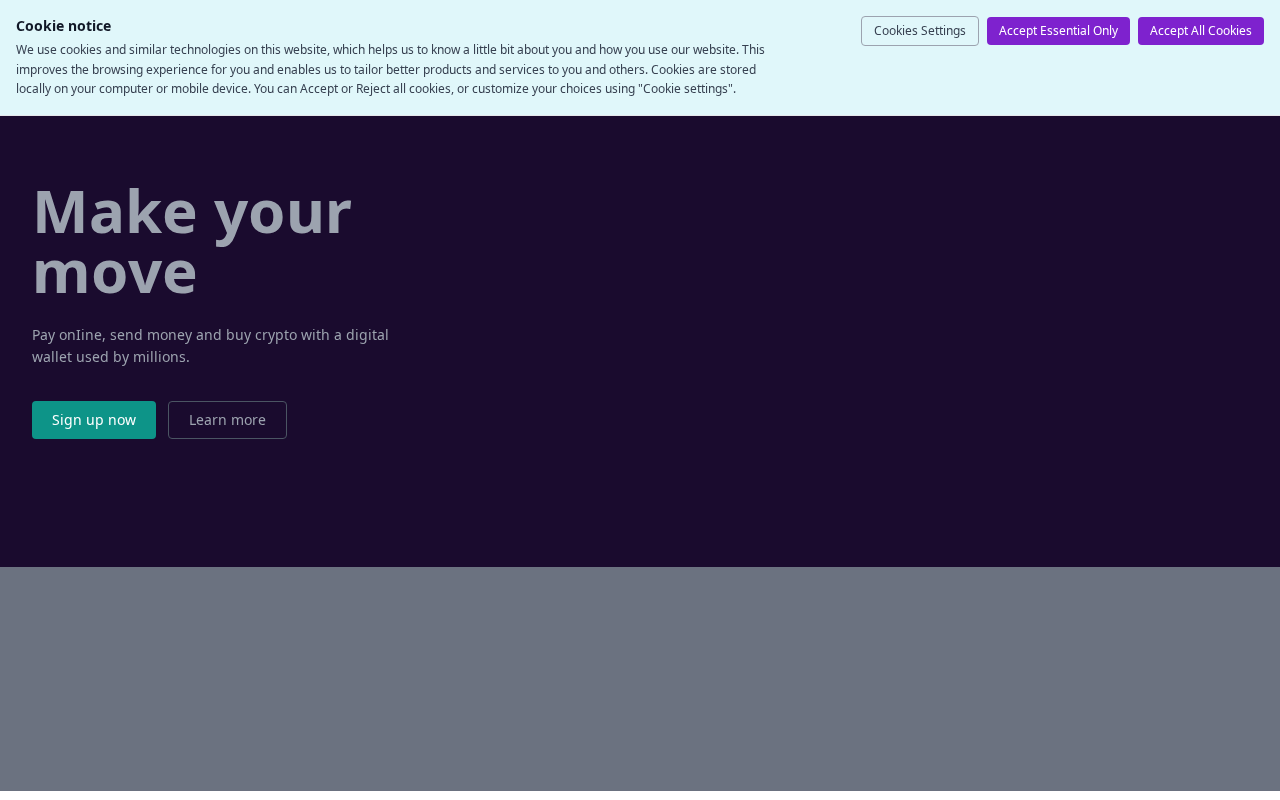 Cookie notice
We use cookies and similar technologies on this website, which helps us to know a little bit about you and how you use our website. This
improves the browsing experience for you and enables us to tailor better products and services to you and others. Cookies are stored
locally on your computer or mobile device. You can Accept or Reject all cookies, or customize your choices using "Cookie settings".
Cookies Settings
Accept Essential Only
Accept All Cookies
Make your
move
Pay onIine, send money and buy crypto with a digital
wallet used by millions.
Sign up now
Learn more